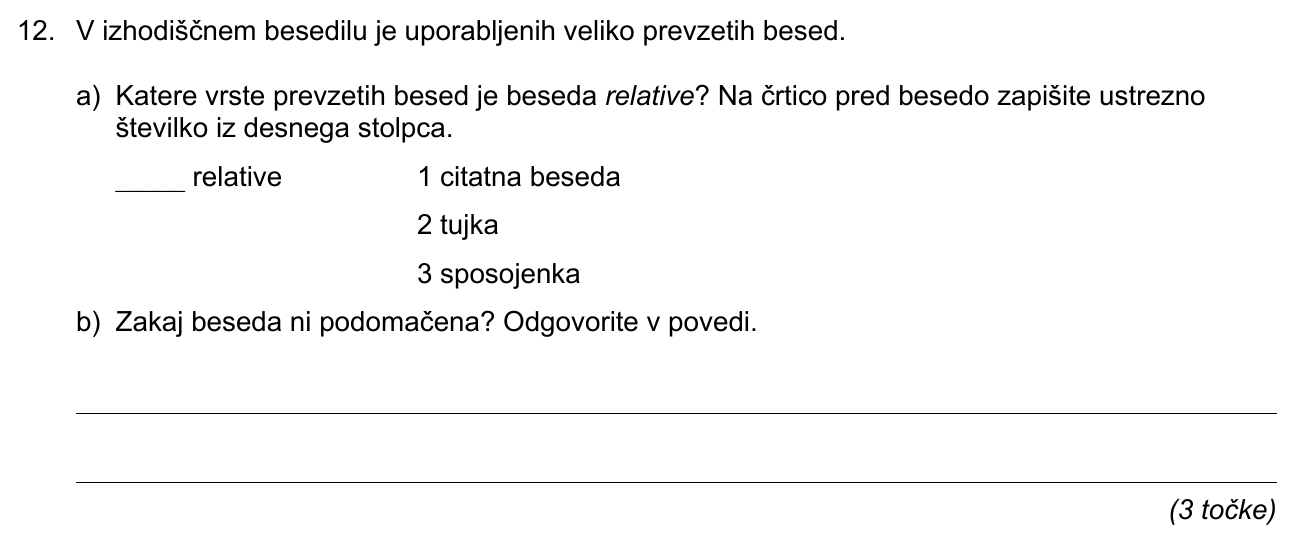 12. V izhodiščnem besedilu je uporabljenih veliko prevzetih besed.
a) Katere vrste prevzetih besed je beseda relative? Na črtico pred besedo zapišite ustrezno
številko iz desnega stolpca.
_____ relative 1 citatna beseda
2 tujka
3 sposojenka
b) Zakaj beseda ni podomačena? Odgovorite v povedi.
(3 točke)